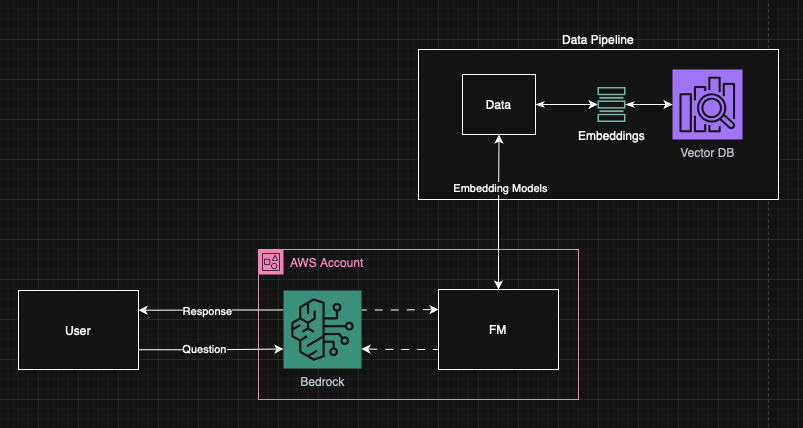 Data Pipeline
Data
Embeddings
Vector DB
Embedding Models
AWS Account
User
Response
Question
Bedrock
FM